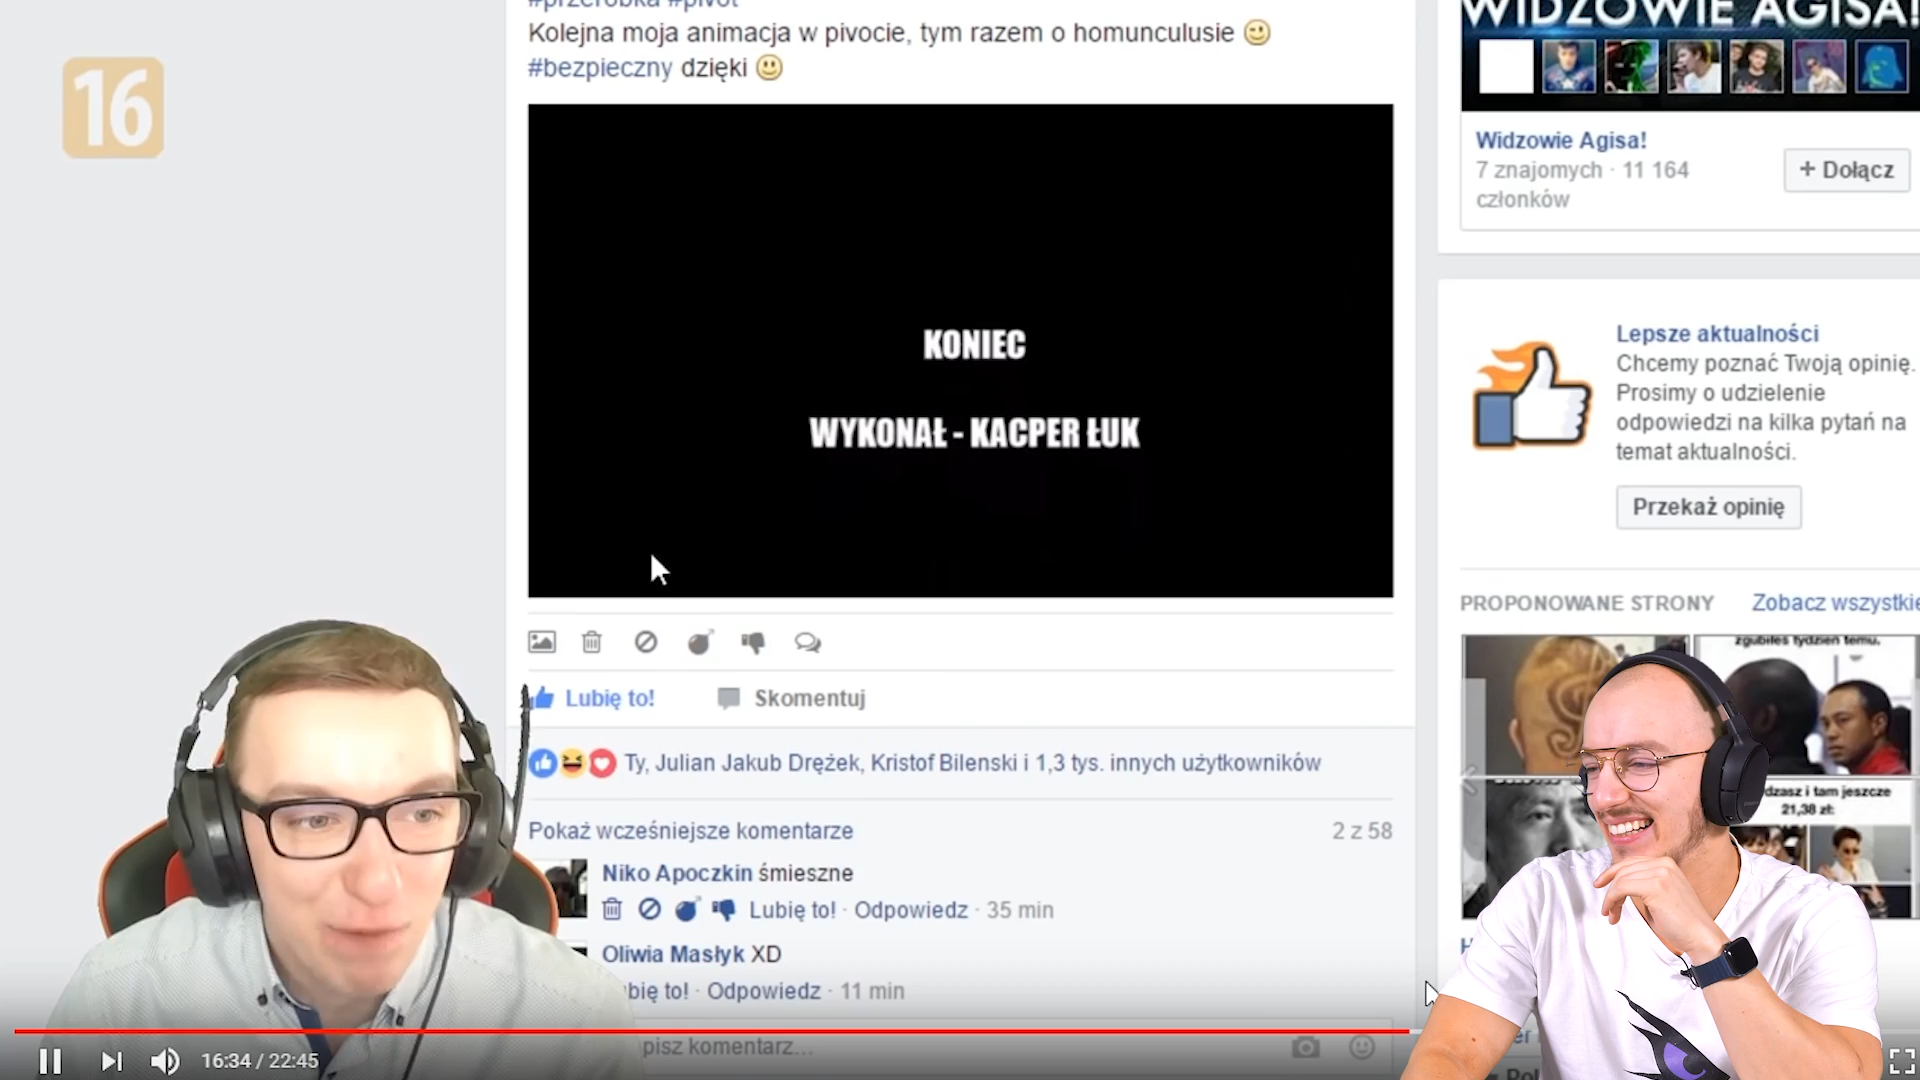 #przeróbka #pivot
Kolejna moja animacja w pivocie, tym razem o homunculusie
#bezpieczny dzięki
16
KONIEC
WYKONAŁ - KACPER ŁUK
Lubię to! Skomentuj
Ty, Julian Jakub Drężek, Kristof Bilenski i 1,3 tys. innych użytkowników
Pokaż wcześniejsze komentarze 2 z 58
Niko Apoczkin śmieszne
Lubię to! · Odpowiedz · 35 min
Oliwia Masłyk XD
bię to! · Odpowiedz · 11 min
pisz komentarz...
WIDZOWIE AGISA!
Widzowie Agisa!
7 znajomych · 11 164
członków
+ Dołącz
Lepsze aktualności
Chcemy poznać Twoją opinię.
Prosimy o udzielenie
odpowiedzi na kilka pytań na
temat aktualności.
Przekaż opinię
PROPONOWANE STRONY Zobacz wszystkie
zgubiłeś tydzień temu.
dzasz i tam jeszcze
21,38 zł:
16:34 / 22:45